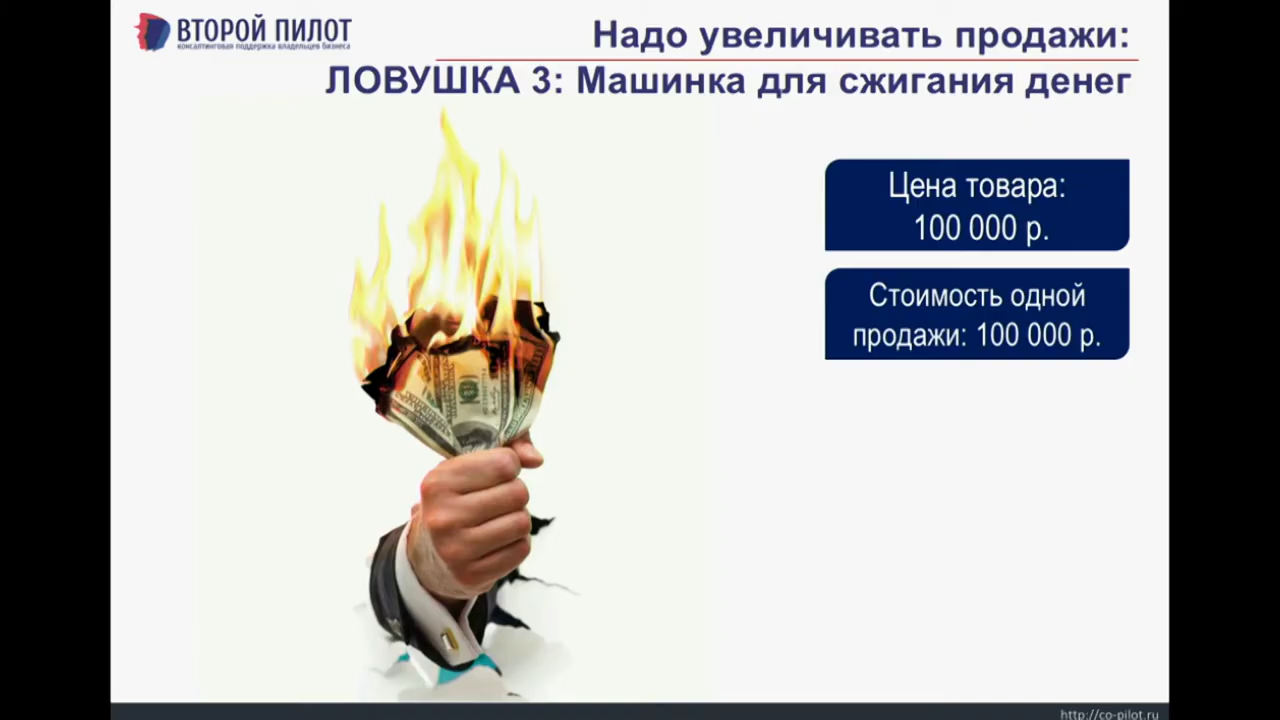 ВТОРОЙ ПИЛОТ
консалтинговая поддержка владельцев бизнеса
Надо увеличивать продажи:
ЛОВУШКА 3: Машинка для сжигания денег
Цена товара:
100 000 р.
Стоимость одной
продажи: 100 000 р.
http://co-pilot.ru